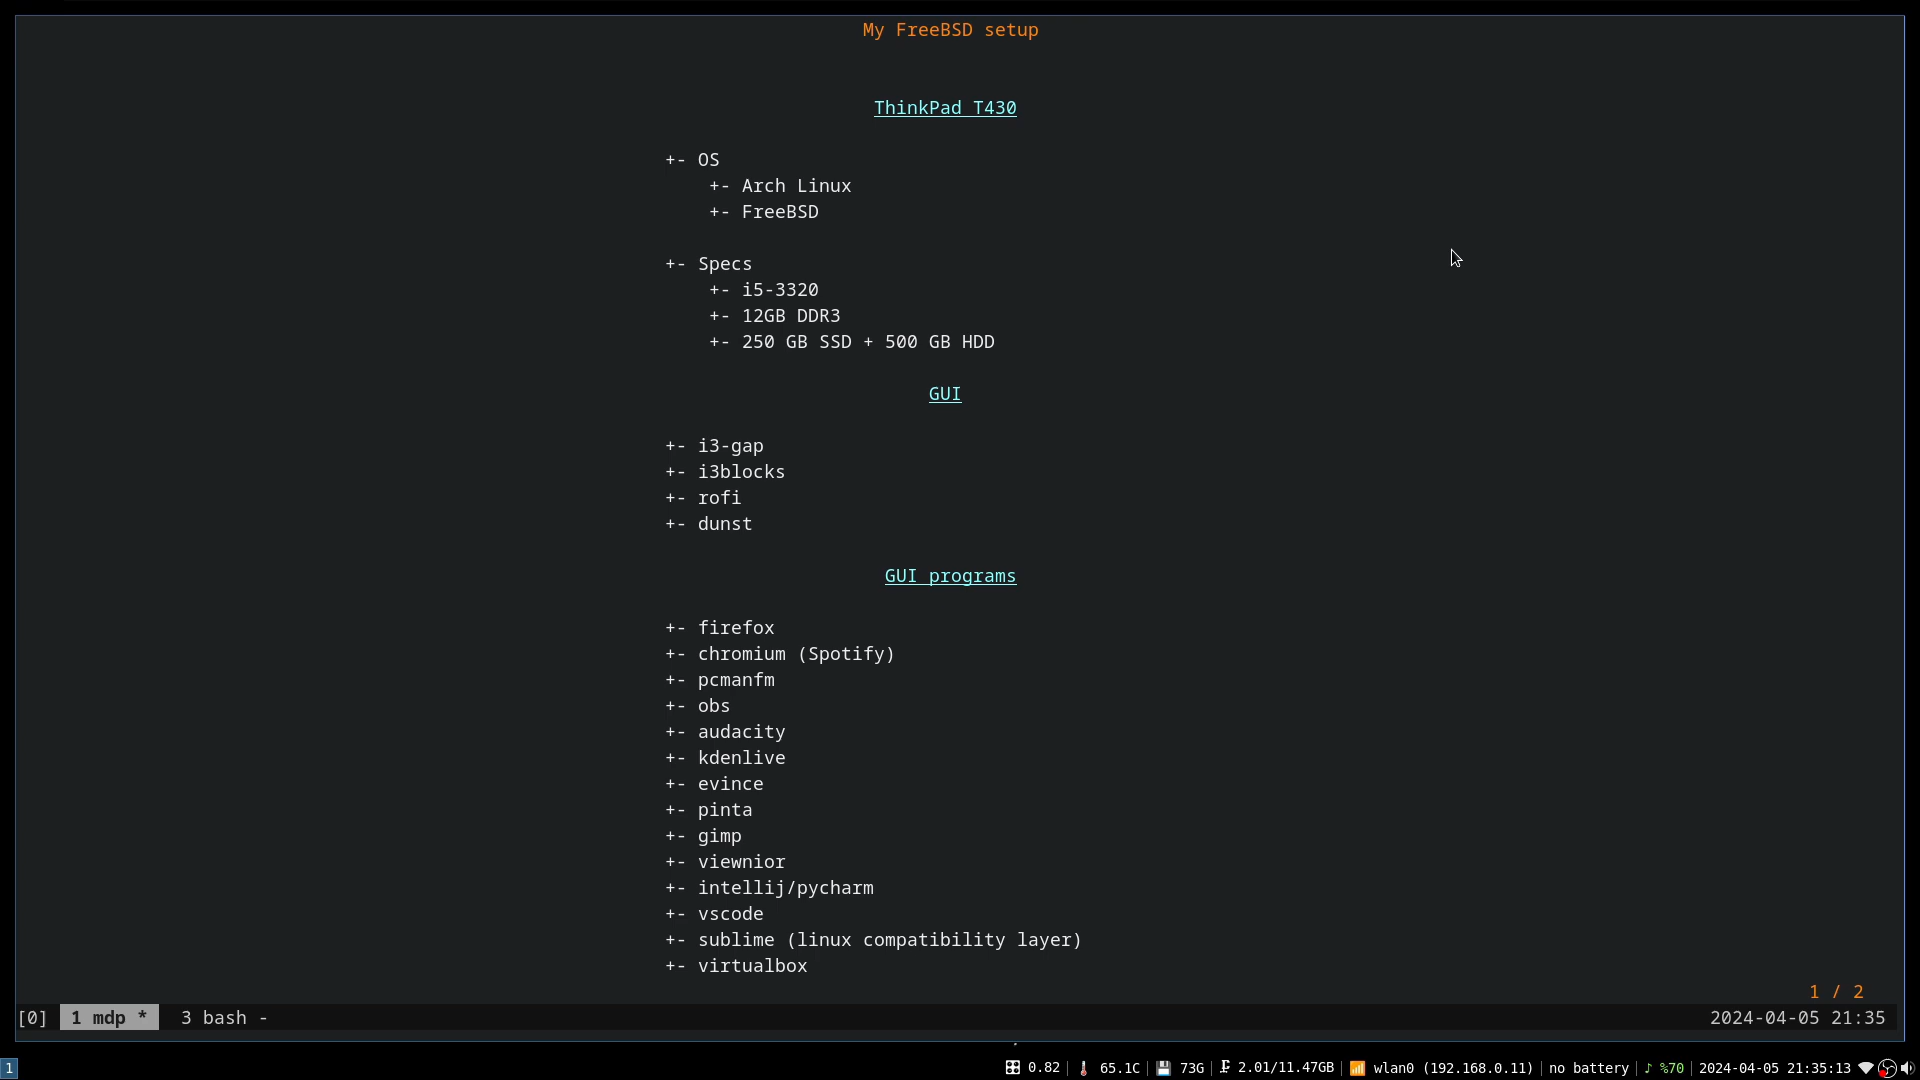 My FreeBSD setup
ThinkPad T430
+- OS
+- Arch Linux
+- FreeBSD
+- Specs
+- i5-3320
+- 12GB DDR3
+- 250 GB SSD + 500 GB HDD
GUI
+- i3-gap
+- i3blocks
+- rofi
+- dunst
GUI programs
+- firefox
+- chromium (Spotify)
+- pcmanfm
+- obs
+- audacity
+- kdenlive
+- evince
+- pinta
+- gimp
+- viewnior
+- intellij/pycharm
+- vscode
+- sublime (linux compatibility layer)
+- virtualbox
1 / 2
[0] 1 mdp * 3 bash - 2024-04-05 21:35
1 0.82 | 65.1C | 73G | 2.01/11.47GB | wlan0 (192.168.0.11) | no battery | ♪ %70 | 2024-04-05 21:35:13